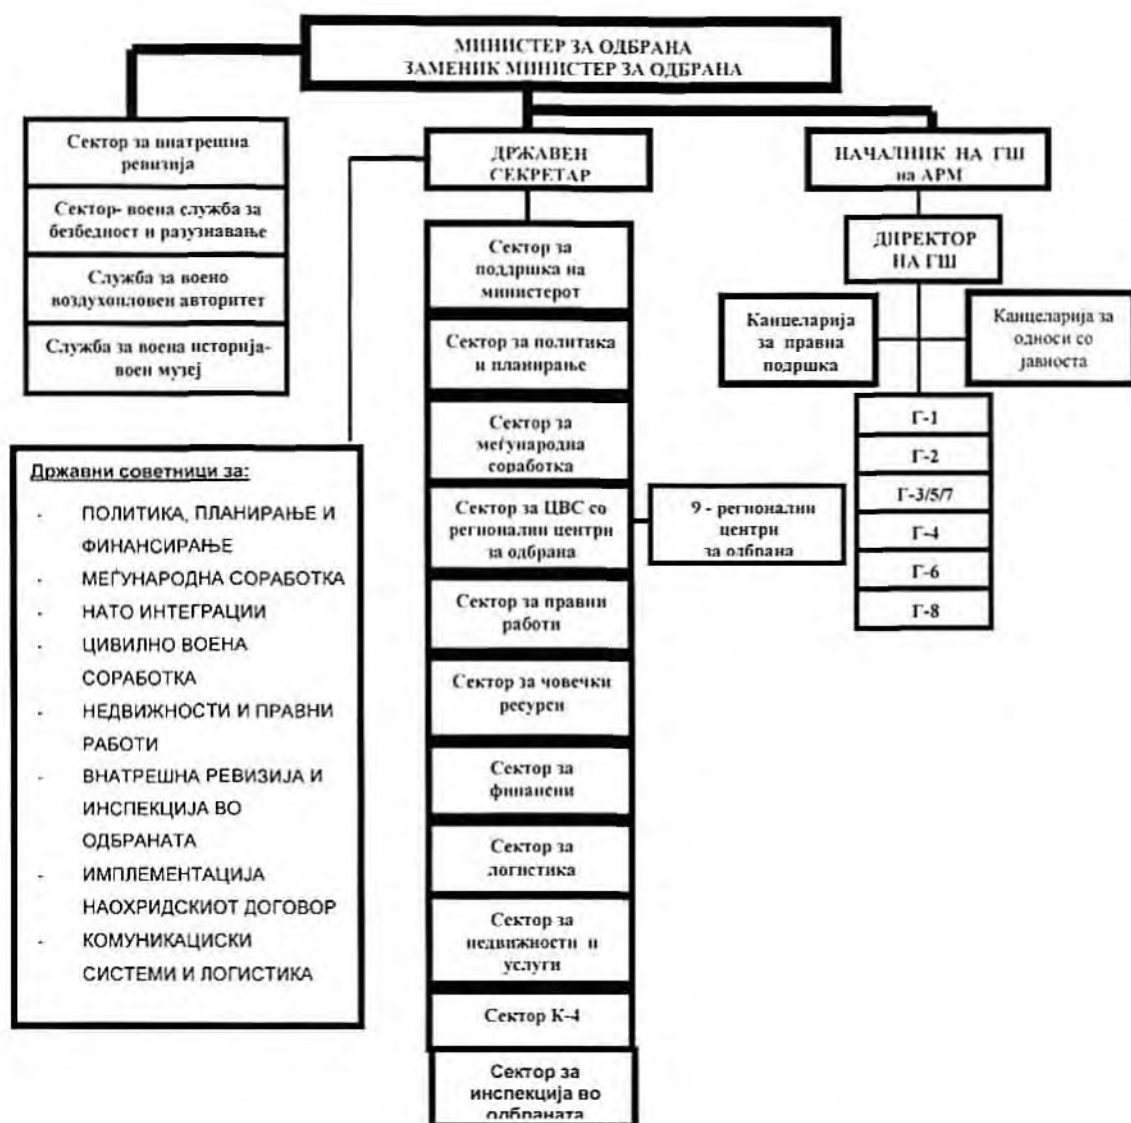 МИНИСТЕР ЗА ОДБРАНА
ЗАМЕНИК МИНИСТЕР ЗА ОДБРАНА
Сектор за внатрешна
ревизија
Сектор- воена служба за
безбедност и разузнавање
Служба за воено
воздухопловен авторитет
Служба за воена историја-
воен музеј
ДРЖАВЕН
СЕКРЕТАР
НАЧАЛНИК НА ГШ
на АРМ
ДИРЕКТОР
НА ГШ
Канцеларија
за правна
подршка
Канцеларија за
односи со
јавноста
Г-1
Г-2
Г-3/5/7
Г-4
Г-6
Г-8
Сектор за
поддршка на
министерот
Сектор за политика
и планирање
Сектор за
меѓународна
соработка
Сектор за ЦВС со
регионални центри
за одбрана
9 - регионални
центри
за одбрана
Сектор за правни
работи
Сектор за човечки
ресурси
Сектор за
финансии
Сектор за
логистика
Сектор за
недвижности и
услуги
Сектор К-4
Сектор за
инспекција во
одбраната
Државни советници за:
- ПОЛИТИКА, ПЛАНИРАЊЕ И
ФИНАНСИРАЊЕ
- МЕЃУНАРОДНА СОРАБОТКА
- НАТО ИНТЕГРАЦИИ
- ЦИВИЛНО ВОЕНА
СОРАБОТКА
- НЕДВИЖНОСТИ И ПРАВНИ
РАБОТИ
- ВНАТРЕШНА РЕВИЗИЈА И
ИНСПЕКЦИЈА ВО
ОДБРАНАТА
- ИМПЛЕМЕНТАЦИЈА
НАОХРИДСКИОТ ДОГОВОР
- КОМУНИКАЦИСКИ
СИСТЕМИ И ЛОГИСТИКА